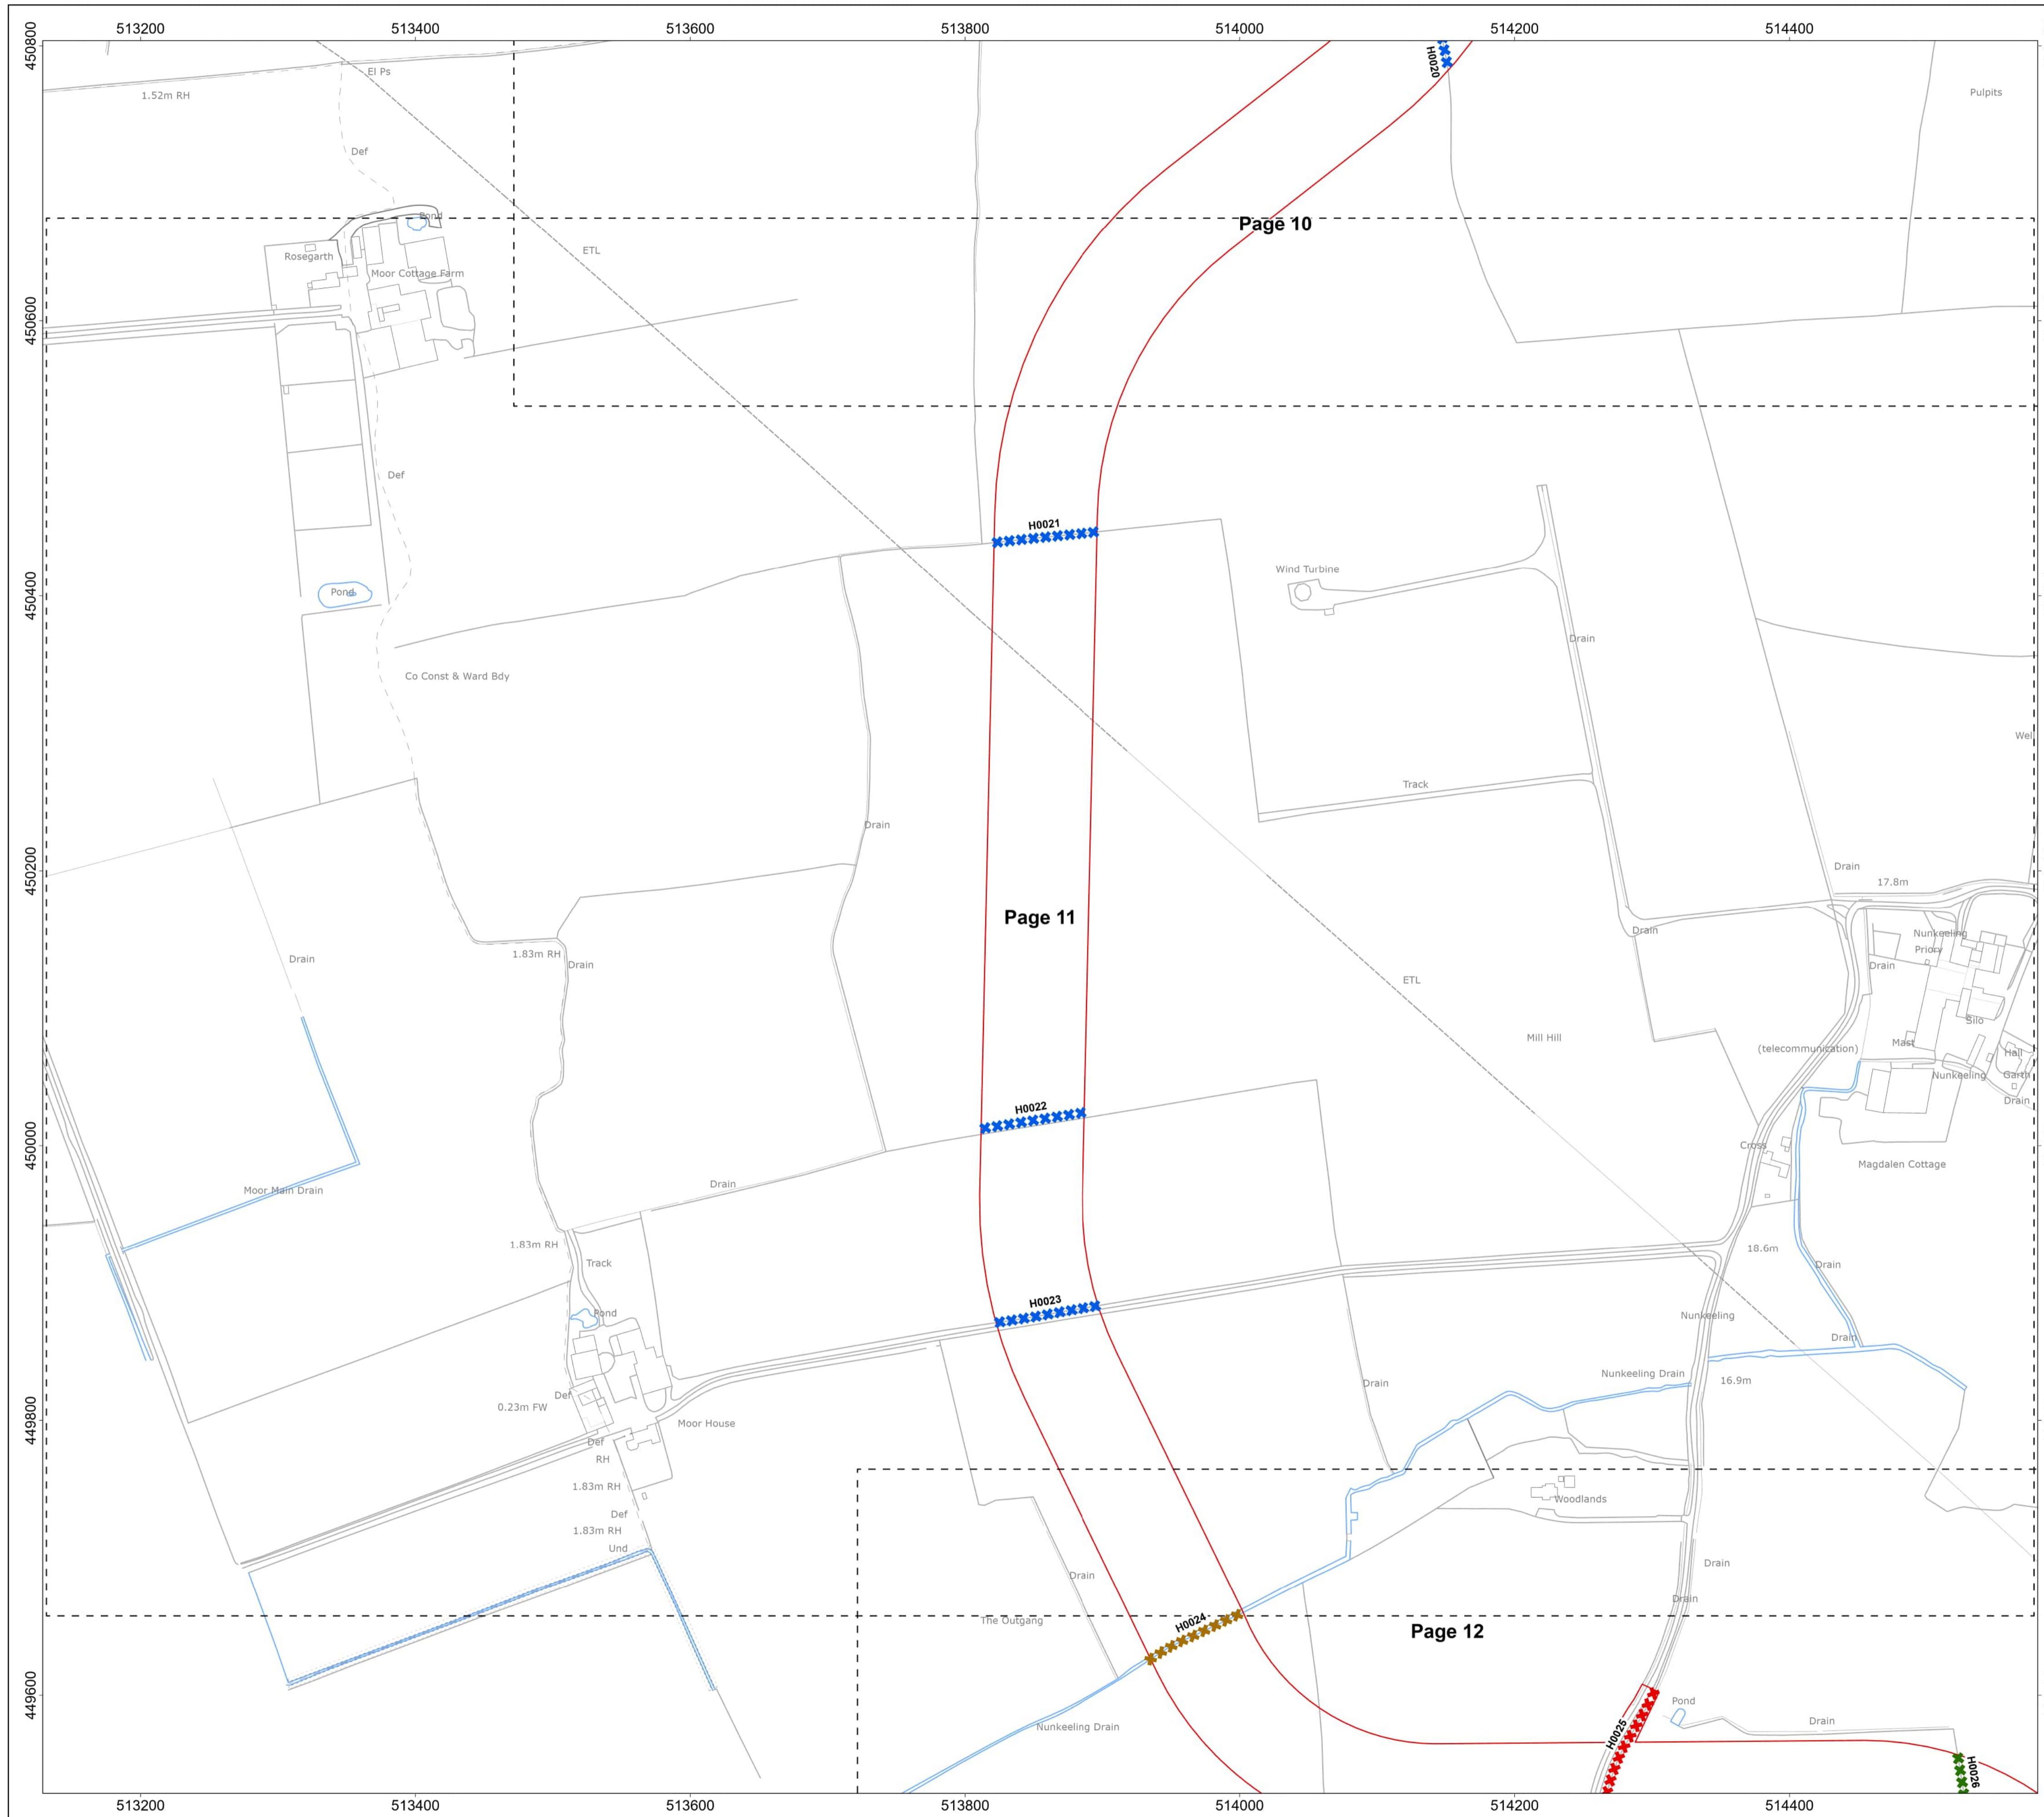 513200
513400
513600
513800
514000
514200
514400
450800
450600
450400
450200
450000
449800
449600
El Ps
1.52m RH
H0020
Pulpits
Def
Pond
Page 10
Rosegarth
ETL
Moor Cottage Farm
Def
H0021
Wind Turbine
Pond
Drain
Co Const & Ward Bdy
Wel
Track
Drain
Drain
17.8m
Page 11
Drain
Nunkeeling
Priory
1.83m RH
Drain
Drain
Drain
ETL
Silo
Mill Hill
Mast
(telecommunication)
Hall
Nunkeeling
Garth
Drain
H0022
Cross
Magdalen Cottage
Drain
Moor Main Drain
1.83m RH
18.6m
Track
Drain
H0023
Pond
Nunkeeling
Drain
Nunkeeling Drain
16.9m
Drain
Def
0.23m FW
Moor House
Def
RH
1.83m RH
Woodlands
Def
1.83m RH
Und
Drain
Drain
Drain
The Outgang
H0024
Page 12
Pond
Nunkeeling Drain
H0025
Drain
H0026
513200
513400
513600
513800
514000
514200
514400